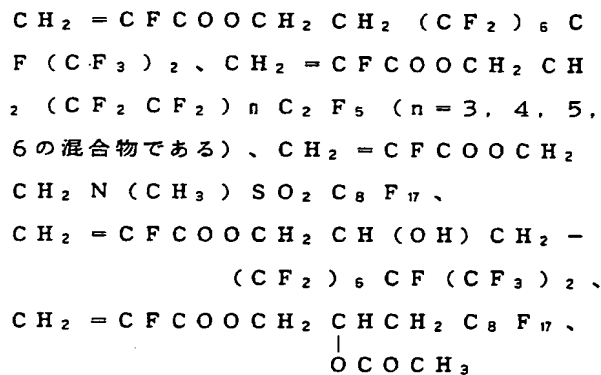 CH₂=CFCOOCH₂CH₂(CF₂)₆C
F(CF₃)₂、CH₂=CFCOOCH₂CH
₂(CF₂CF₂)nC₂F₅(n=3,4,5,
6の混合物である)、CH₂=CFCOOCH₂
CH₂N(CH₃)SO₂C₈F₁₇、
CH₂=CFCOOCH₂CH(OH)CH₂-
(CF₂)₆CF(CF₃)₂、
CH₂=CFCOOCH₂CHCH₂C₈F₁₇、
OCOCH₃